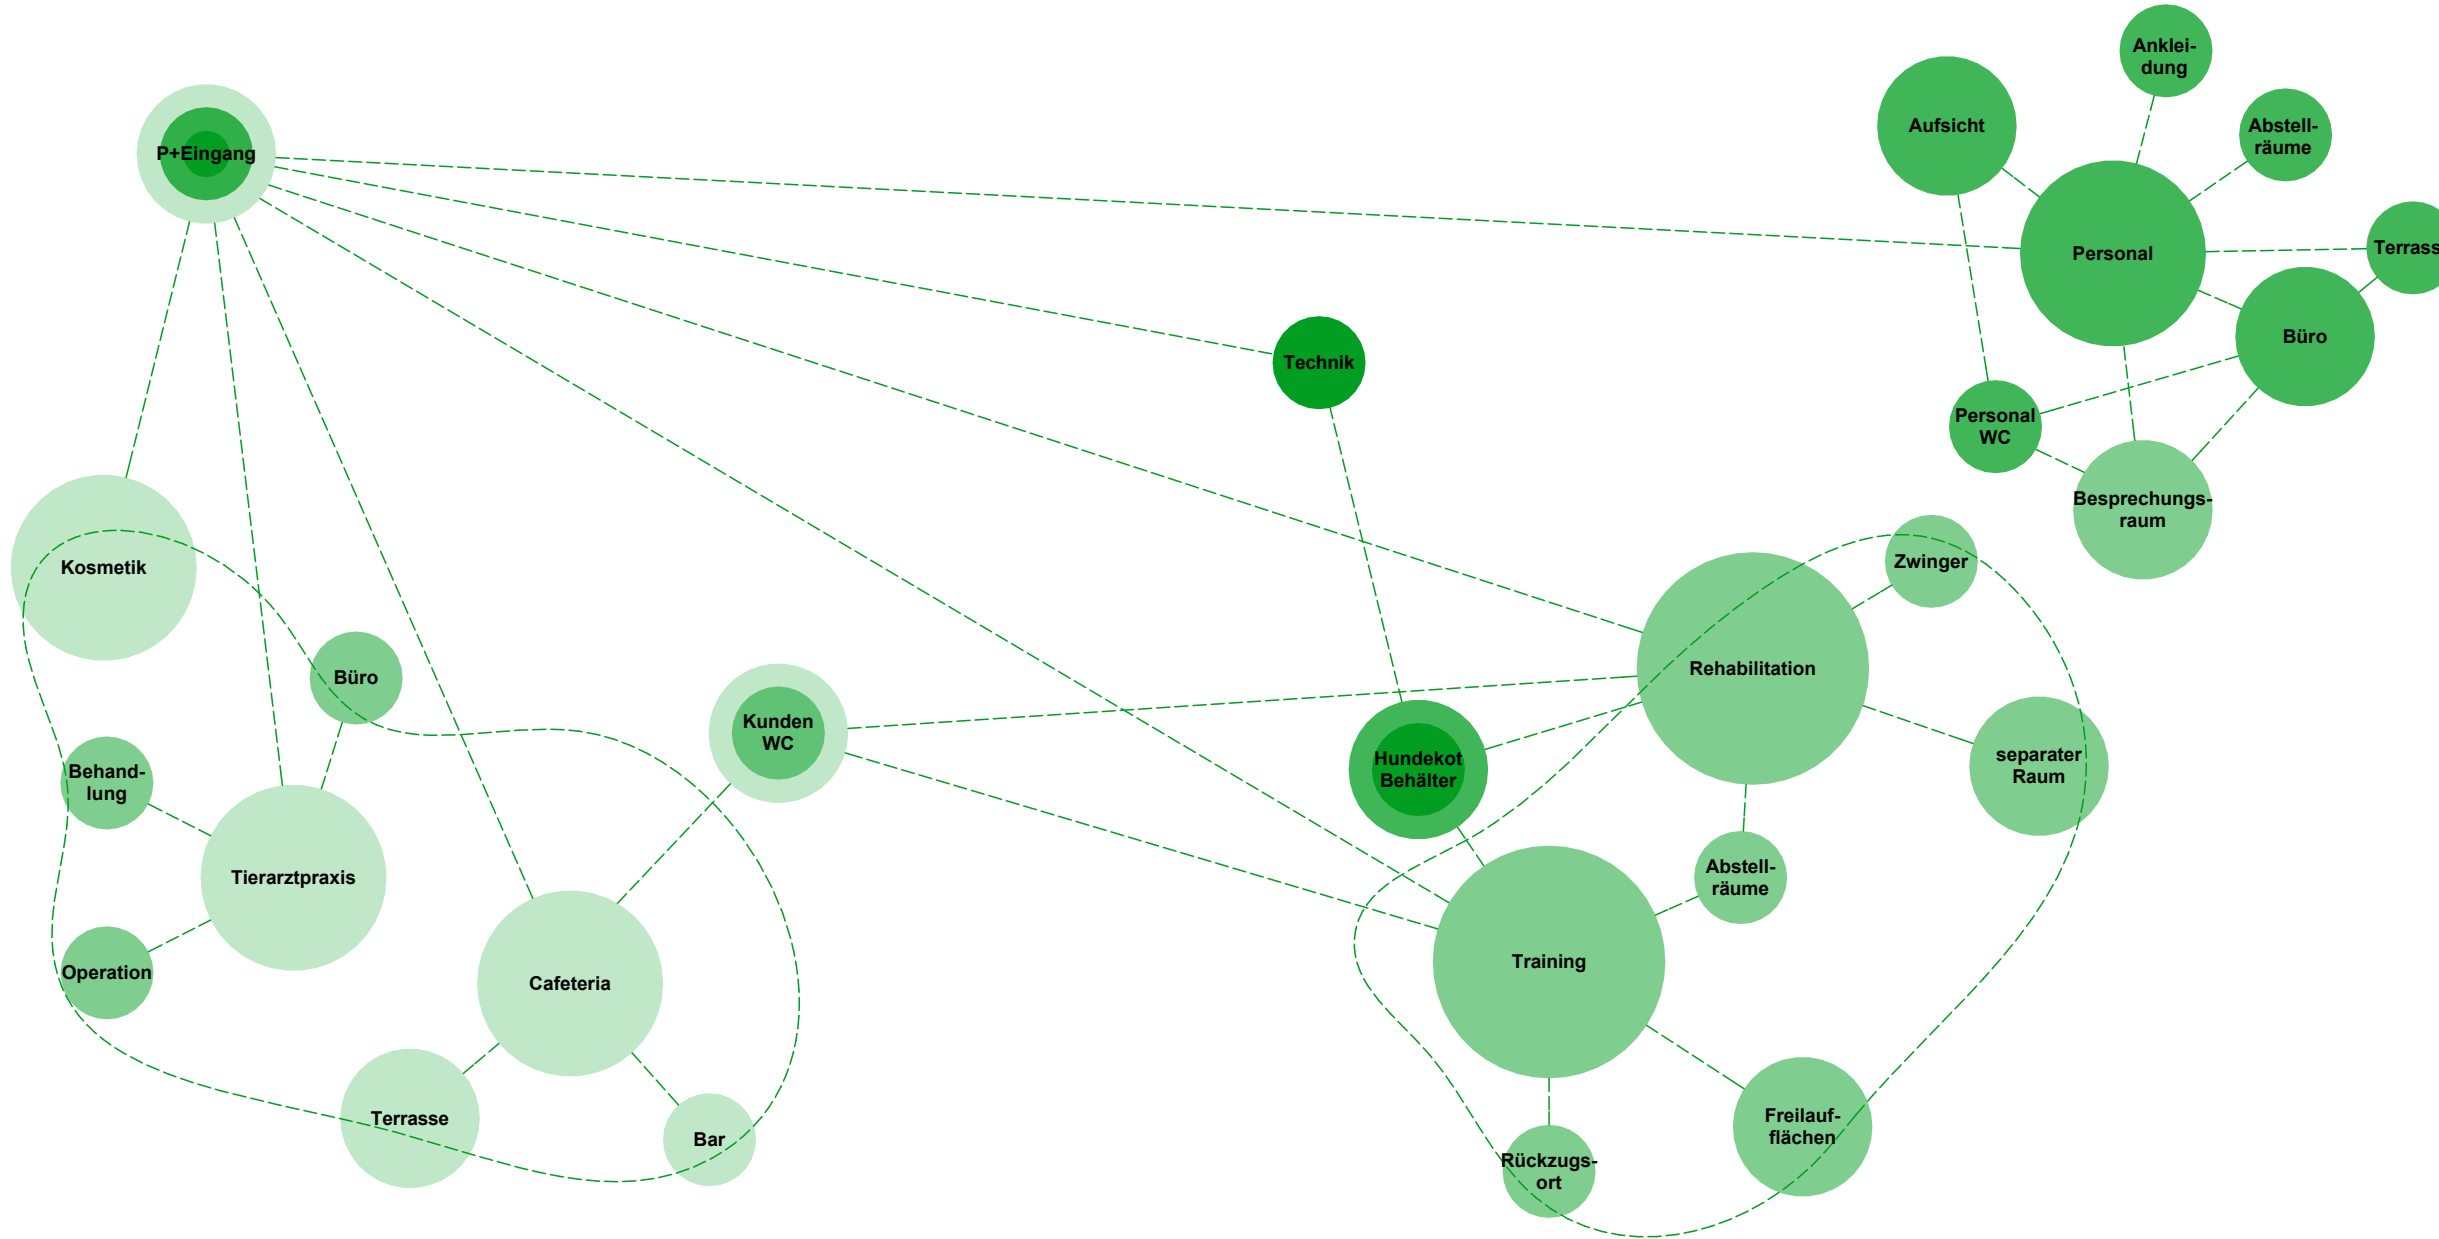 Anklei-
dung
Aufsicht
Abstell-
räume
P+Eingang
Personal
Terrass
Büro
Technik
Personal
WC
Besprechungs-
raum
Kosmetik
Zwinger
Büro
Rehabilitation
Kunden
WC
separater
Raum
Hundekot
Behälter
Behand-
lung
Tierarztpraxis
Abstell-
räume
Training
Operation
Cafeteria
Terrasse
Bar
Freilauf-
flächen
Rückzugs-
ort